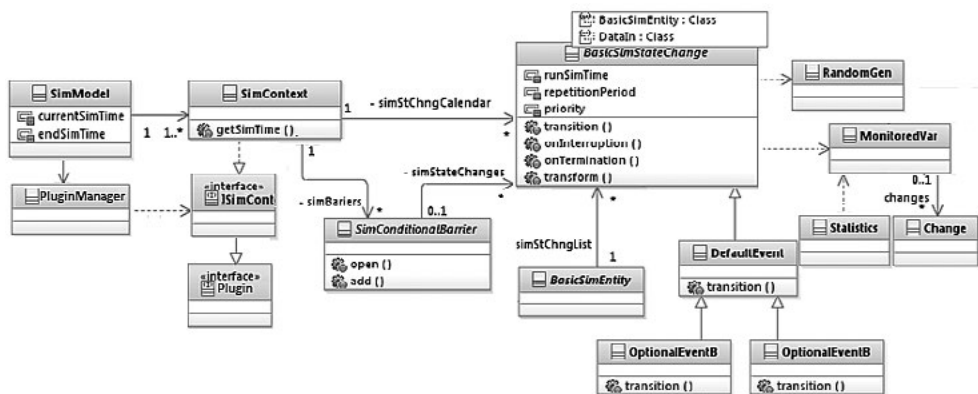 BasicSimEntity : Class
DataIn : Class
BasicSimStateChange
runSimTime
repetitionPeriod
priority
transition ()
onInterruption ()
onTermination ()
transform ()
RandomGen
SimModel
currentSimTime
endSimTime
1
1..*
SimContext
getSimTime ()
1
- simStChngCalendar
*
1
MonitoredVar
0..1
changes
*
PluginManager
«interface»
ISimCont
- simBariers
*
- simStateChanges
*
0..1
SimConditionalBarrier
open ()
add ()
*
simStChngList
1
BasicSimEntity
Statistics
Change
DefaultEvent
transition ()
«interface»
Plugin
OptionalEventB
transition ()
OptionalEventB
transition ()